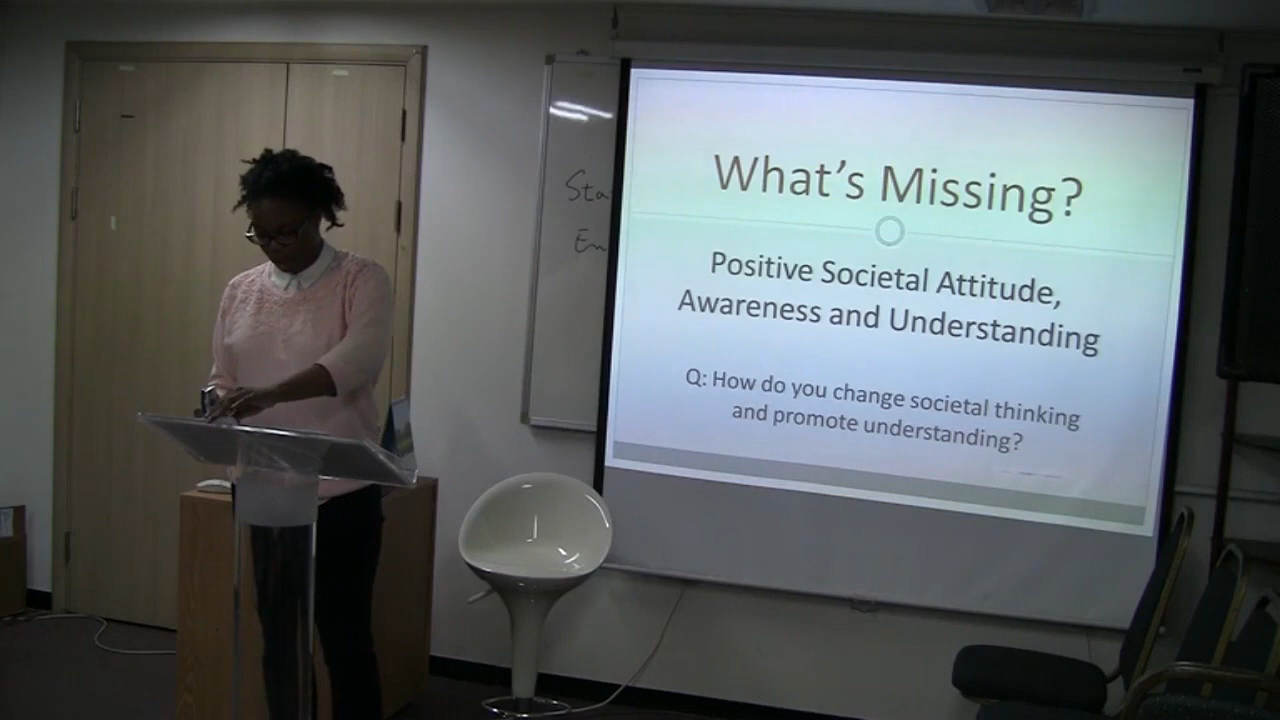 What's Missing?
Positive Societal Attitude,
Awareness and Understanding
Q: How do you change societal thinking
and promote understanding?